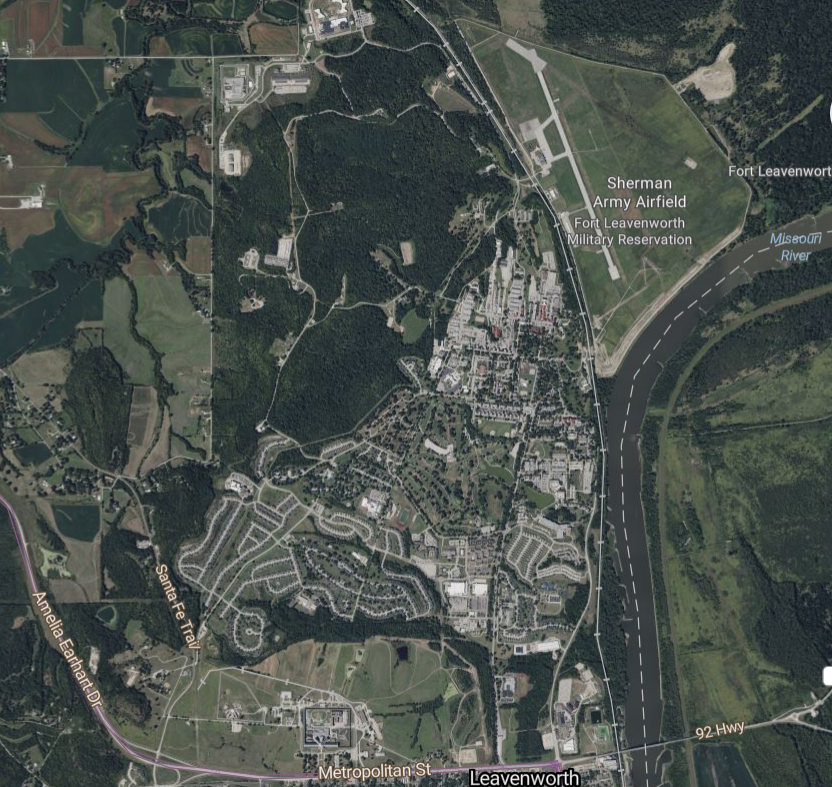 Sherman
Army Airfield
Fort Leavenworth
Military Reservation
Fort Leavenwort
Missouri
River
Santa Fe Trail
Amelia Earhart Dr
92 Hwy
Metropolitan St
Leavenworth